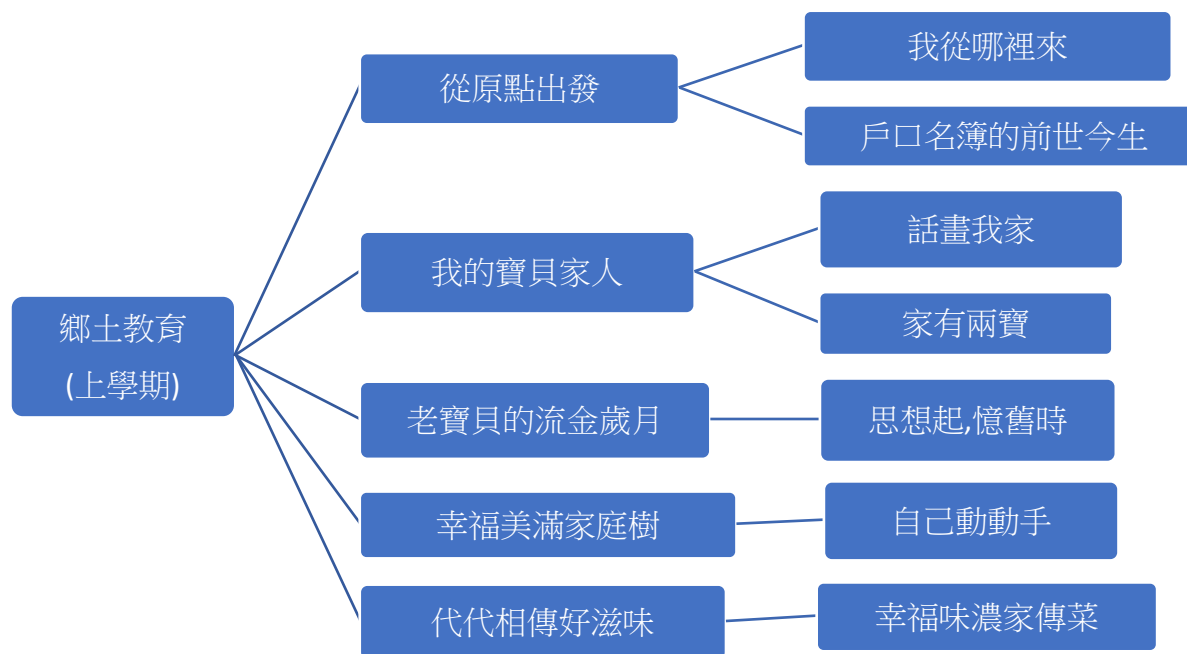 鄉土教育
(上學期)
從原點出發
我從哪裡來
戶口名簿的前世今生
我的寶貝家人
話畫我家
家有兩寶
老寶貝的流金歲月
思想起,憶舊時
幸福美滿家庭樹
自己動動手
代代相傳好滋味
幸福味濃家傳菜